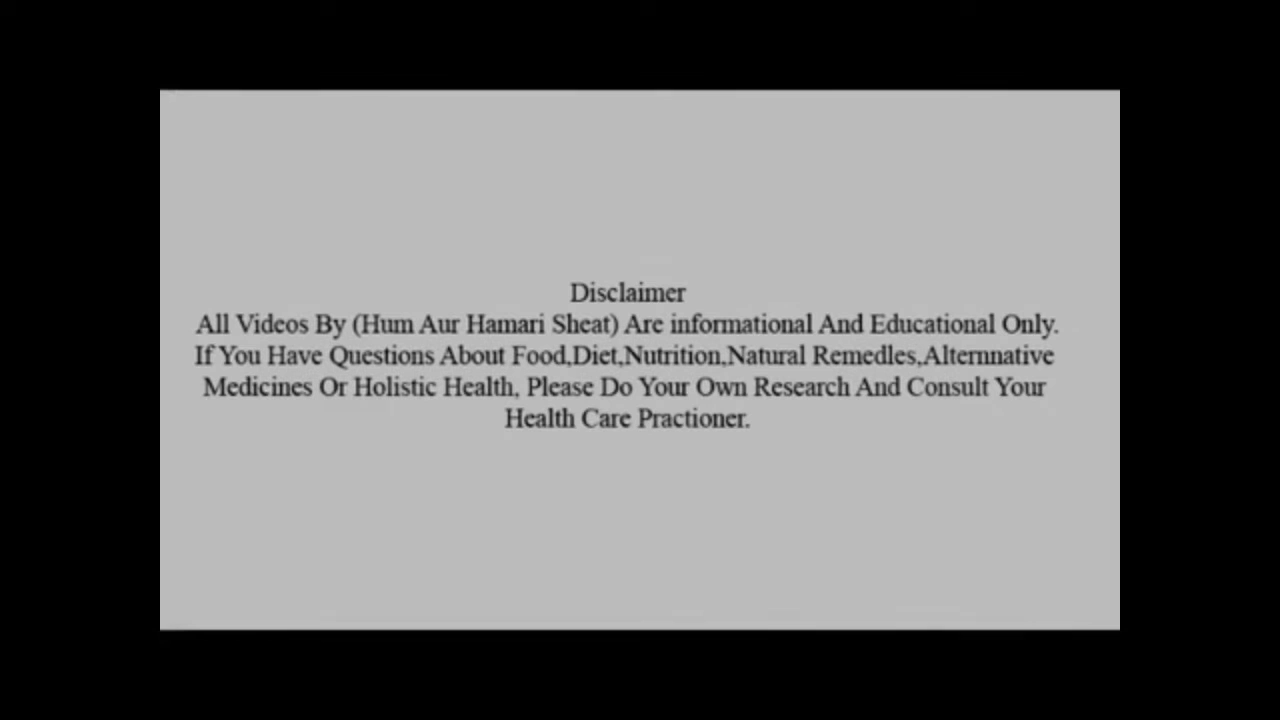 Disclaimer
All Videos By (Hum Aur Hamari Sheat) Are informational And Educational Only.
If You Have Questions About Food,Diet,Nutrition,Natural Remedles,Alternnative
Medicines Or Holistic Health, Please Do Your Own Research And Consult Your
Health Care Practioner.